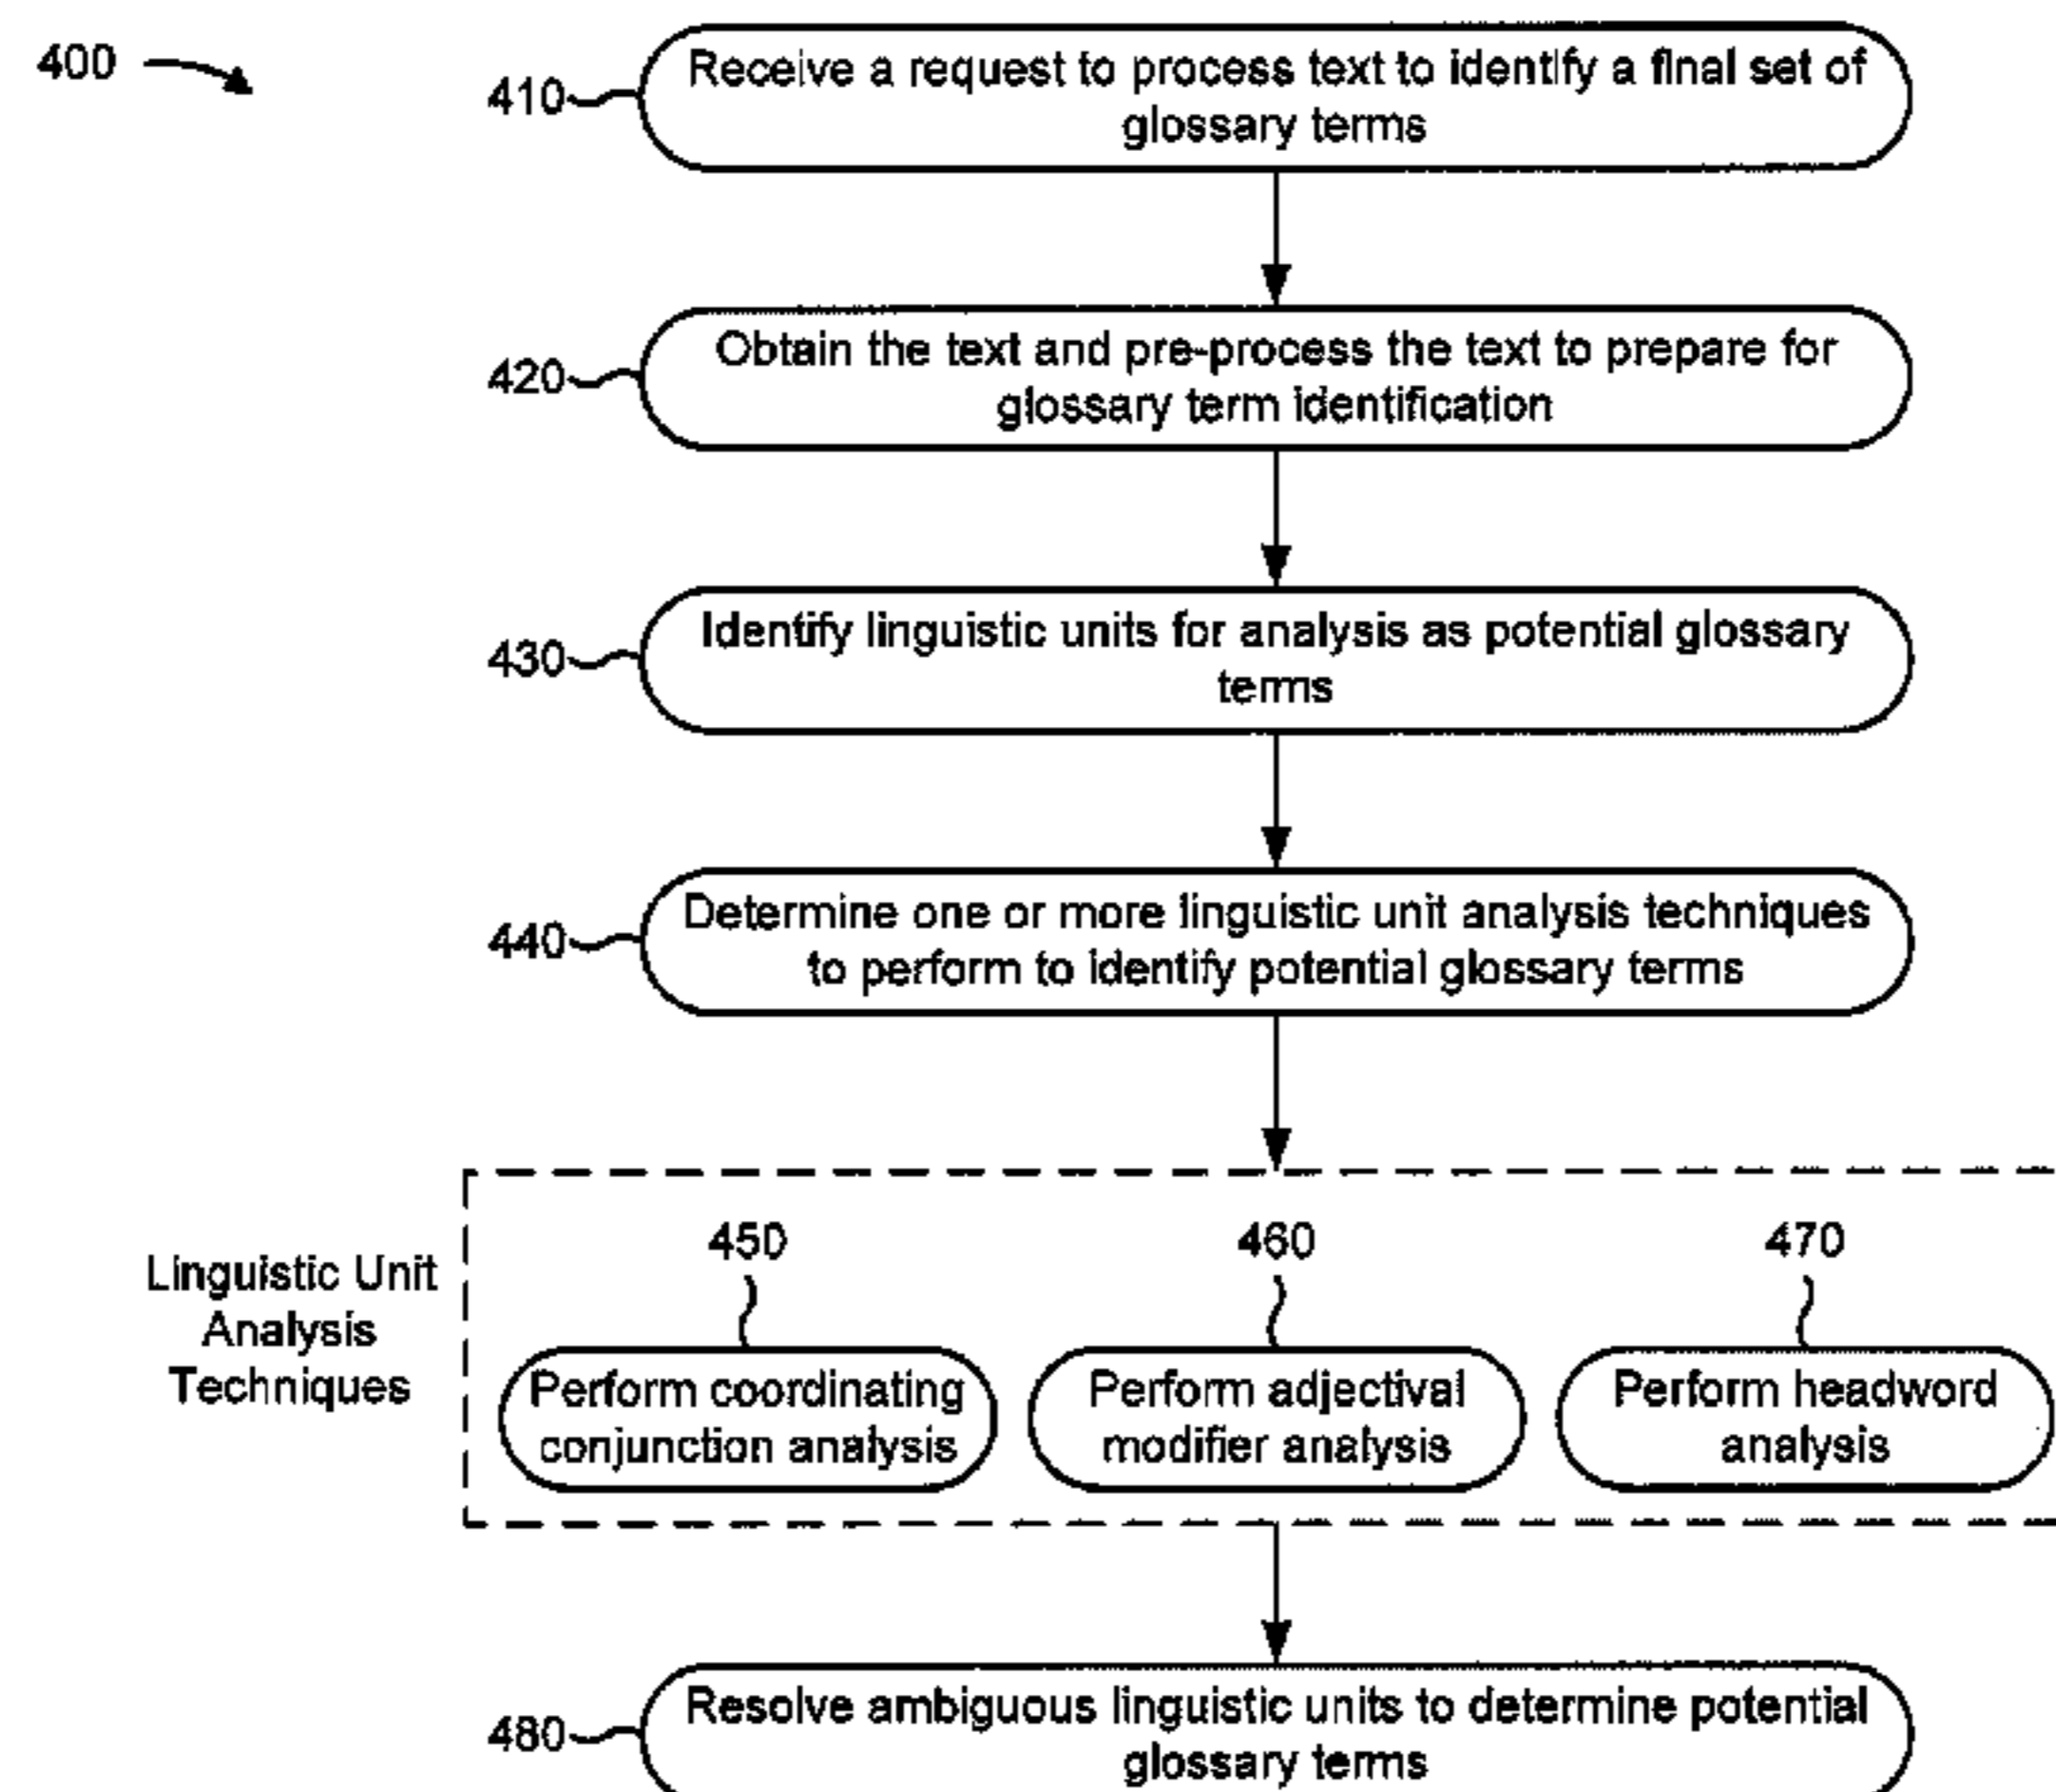 400
410
Receive a request to process text to identify a final set of
glossary terms
420
Obtain the text and pre-process the text to prepare for
glossary term identification
430
Identify linguistic units for analysis as potential glossary
terms
440
Determine one or more linguistic unit analysis techniques
to perform to identify potential glossary terms
Linguistic Unit
Analysis
Techniques
450
Perform coordinating
conjunction analysis
460
Perform adjectival
modifier analysis
470
Perform headword
analysis
480
Resolve ambiguous linguistic units to determine potential
glossary terms